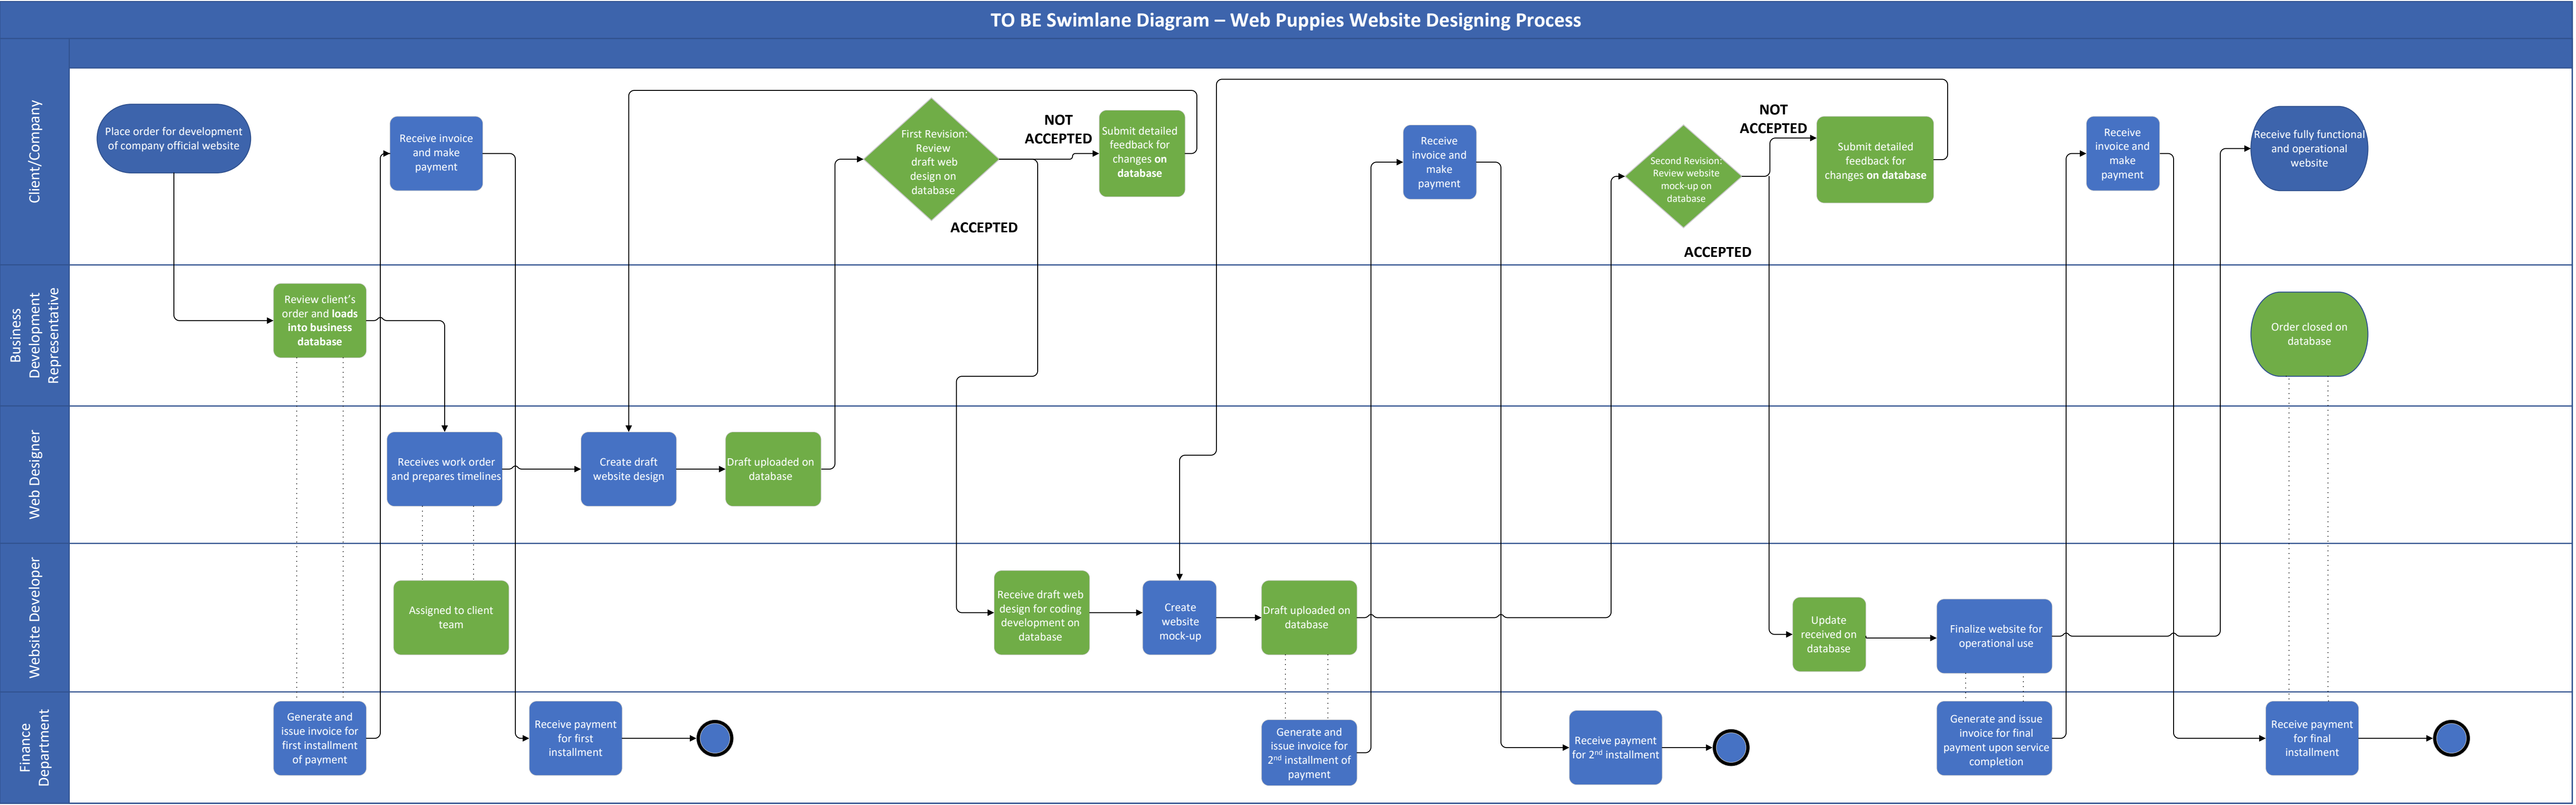 TO BE Swimlane Diagram – Web Puppies Website Designing Process
Client/Company
Place order for development
of company official website
Receive invoice
and make
payment
First Revision:
Review
draft web
design on
database
NOT
ACCEPTED
ACCEPTED
Submit detailed
feedback for
changes on
database
Receive
invoice and
make
payment
Second Revision:
Review website
mock-up on
database
NOT
ACCEPTED
ACCEPTED
Submit detailed
feedback for
changes on database
Receive
invoice and
make
payment
Receive fully functional
and operational
website
Business
Development
Representative
Review client’s
order and loads
into business
database
Order closed on
database
Web Designer
Receives work order
and prepares timelines
Create draft
website design
Draft uploaded on
database
Website Developer
Assigned to client
team
Receive draft web
design for coding
development on
database
Create
website
mock-up
Draft uploaded on
database
Update
received on
database
Finalize website for
operational use
Finance
Department
Generate and
issue invoice for
first installment
of payment
Receive payment
for first
installment
Generate and
issue invoice for
2nd installment of
payment
Receive payment
for 2nd installment
Generate and issue
invoice for final
payment upon service
completion
Receive payment
for final
installment